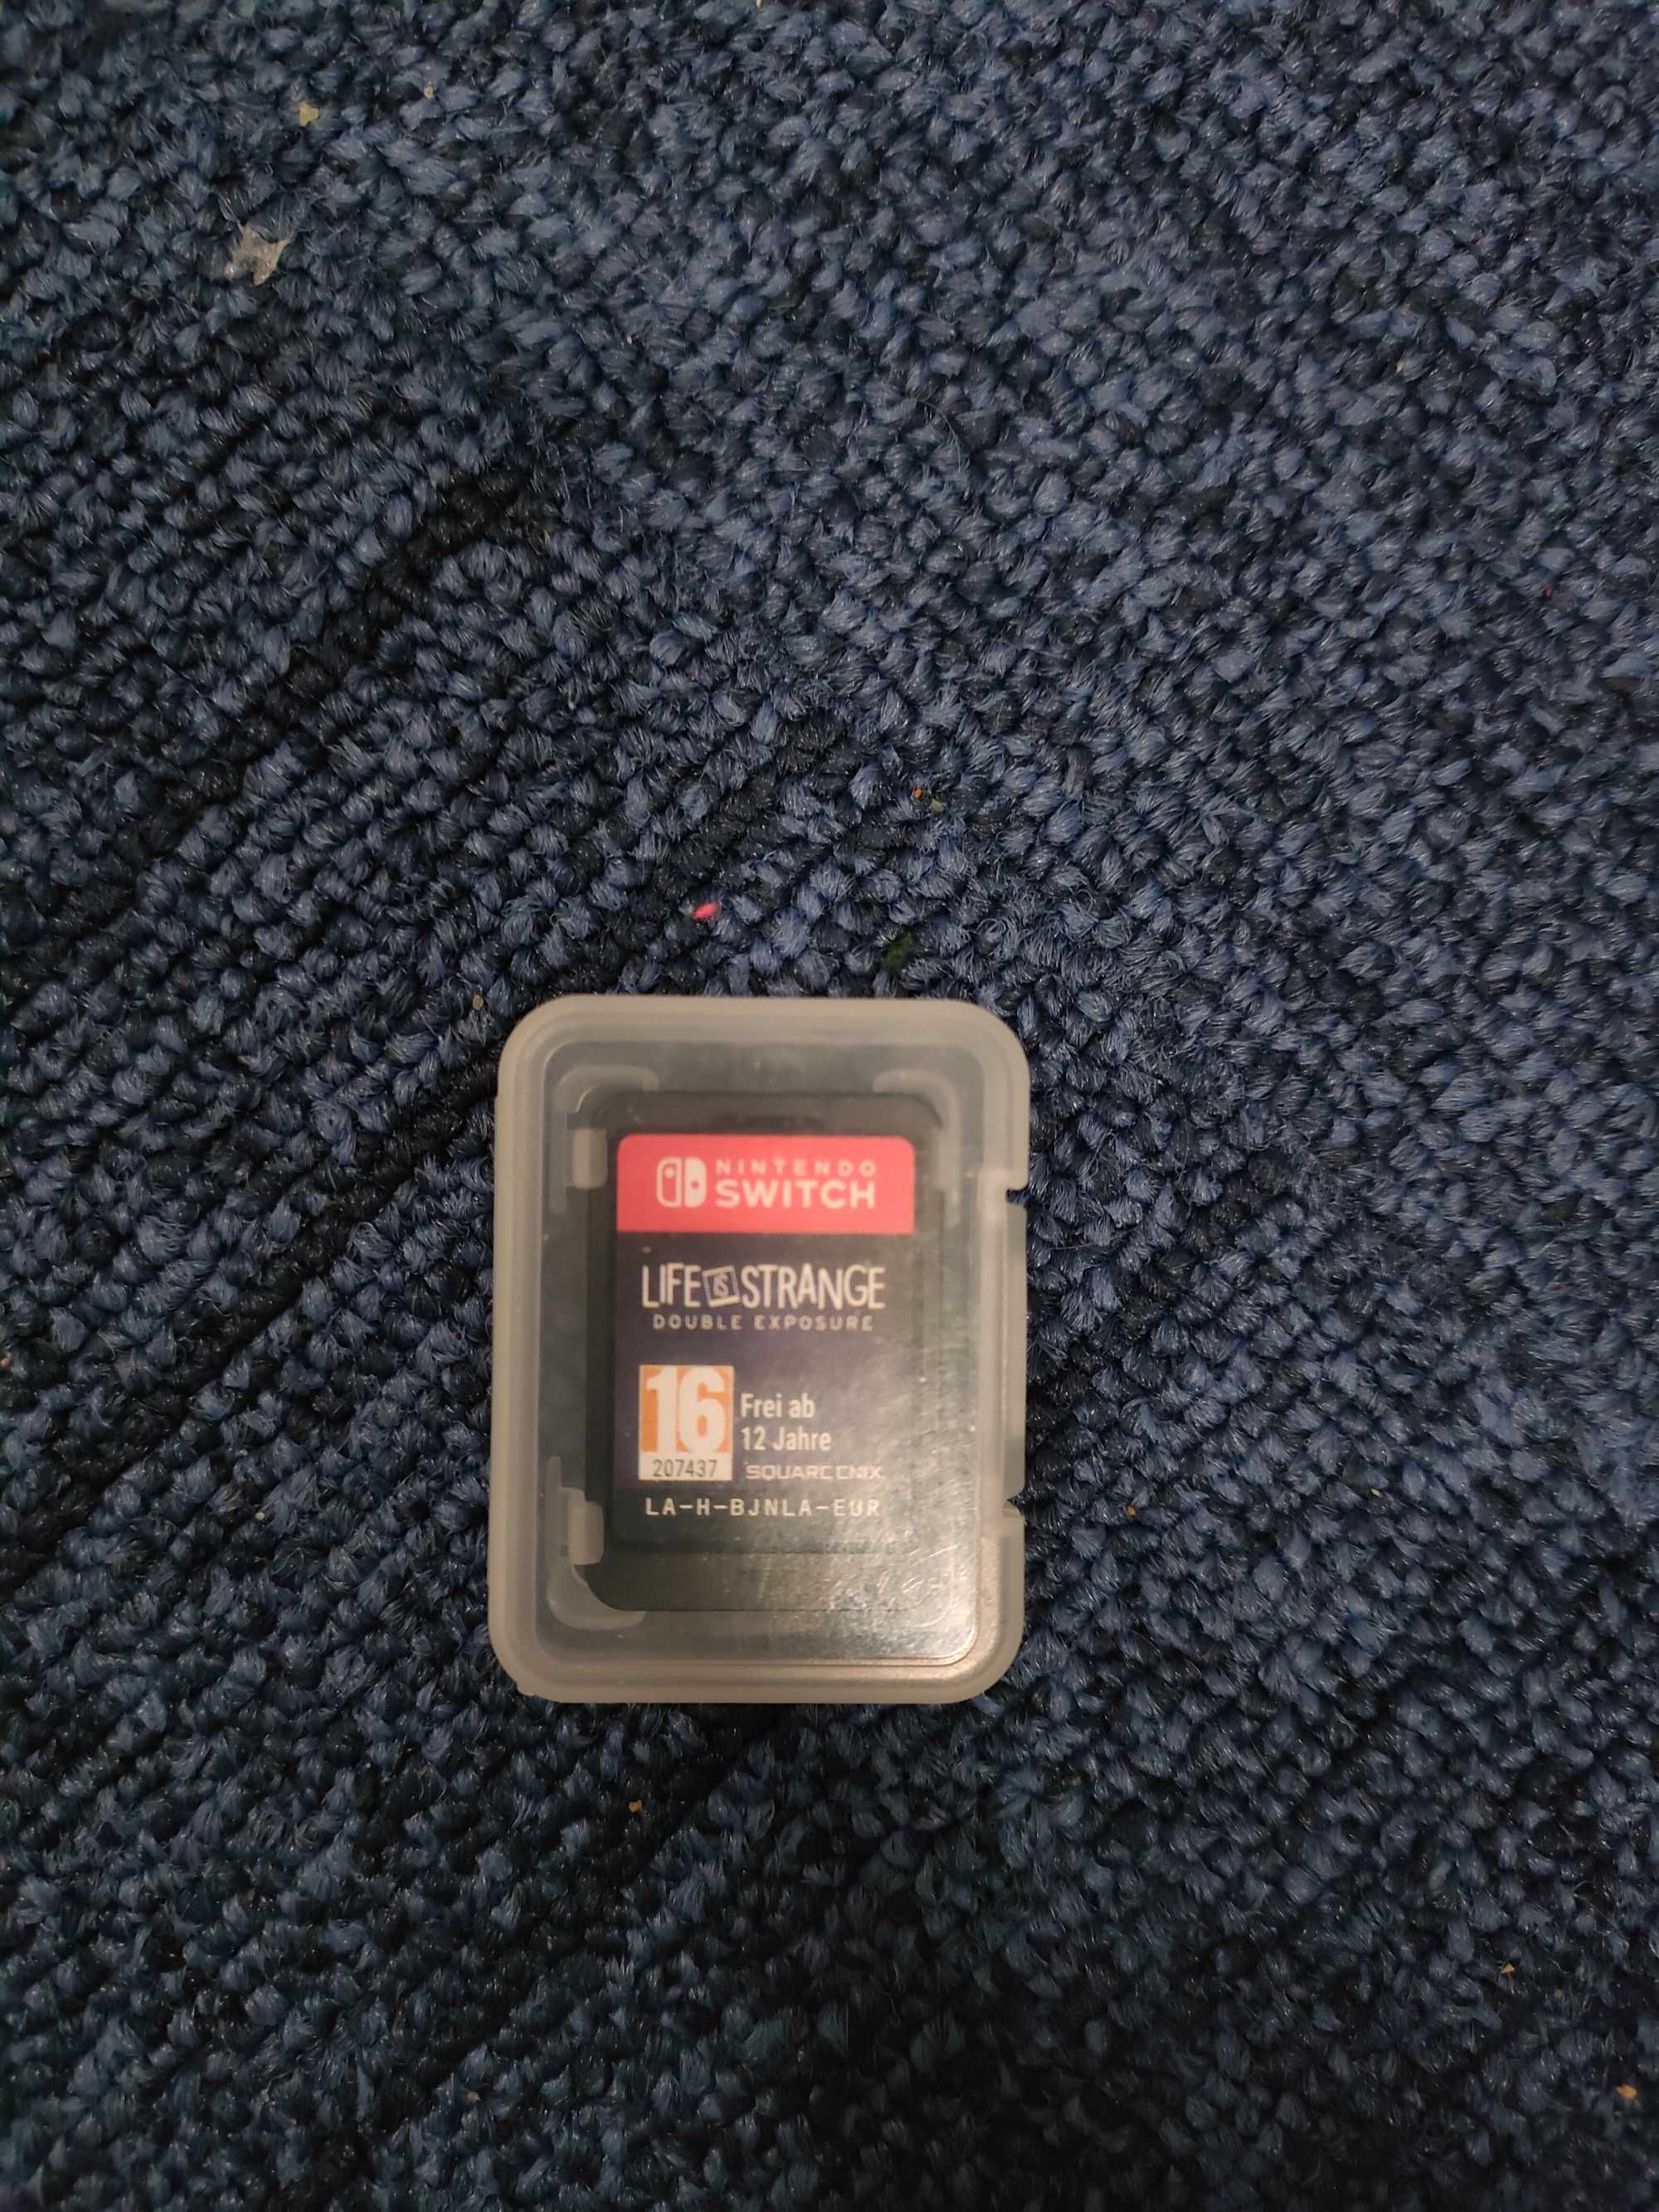 NINTENDO
SWITCH
LIFE IS STRANGE
DOUBLE EXPOSURE
16
Frei ab
12 Jahre
207437 SQUARE ENIX
LA-H-BJNLA-EUR